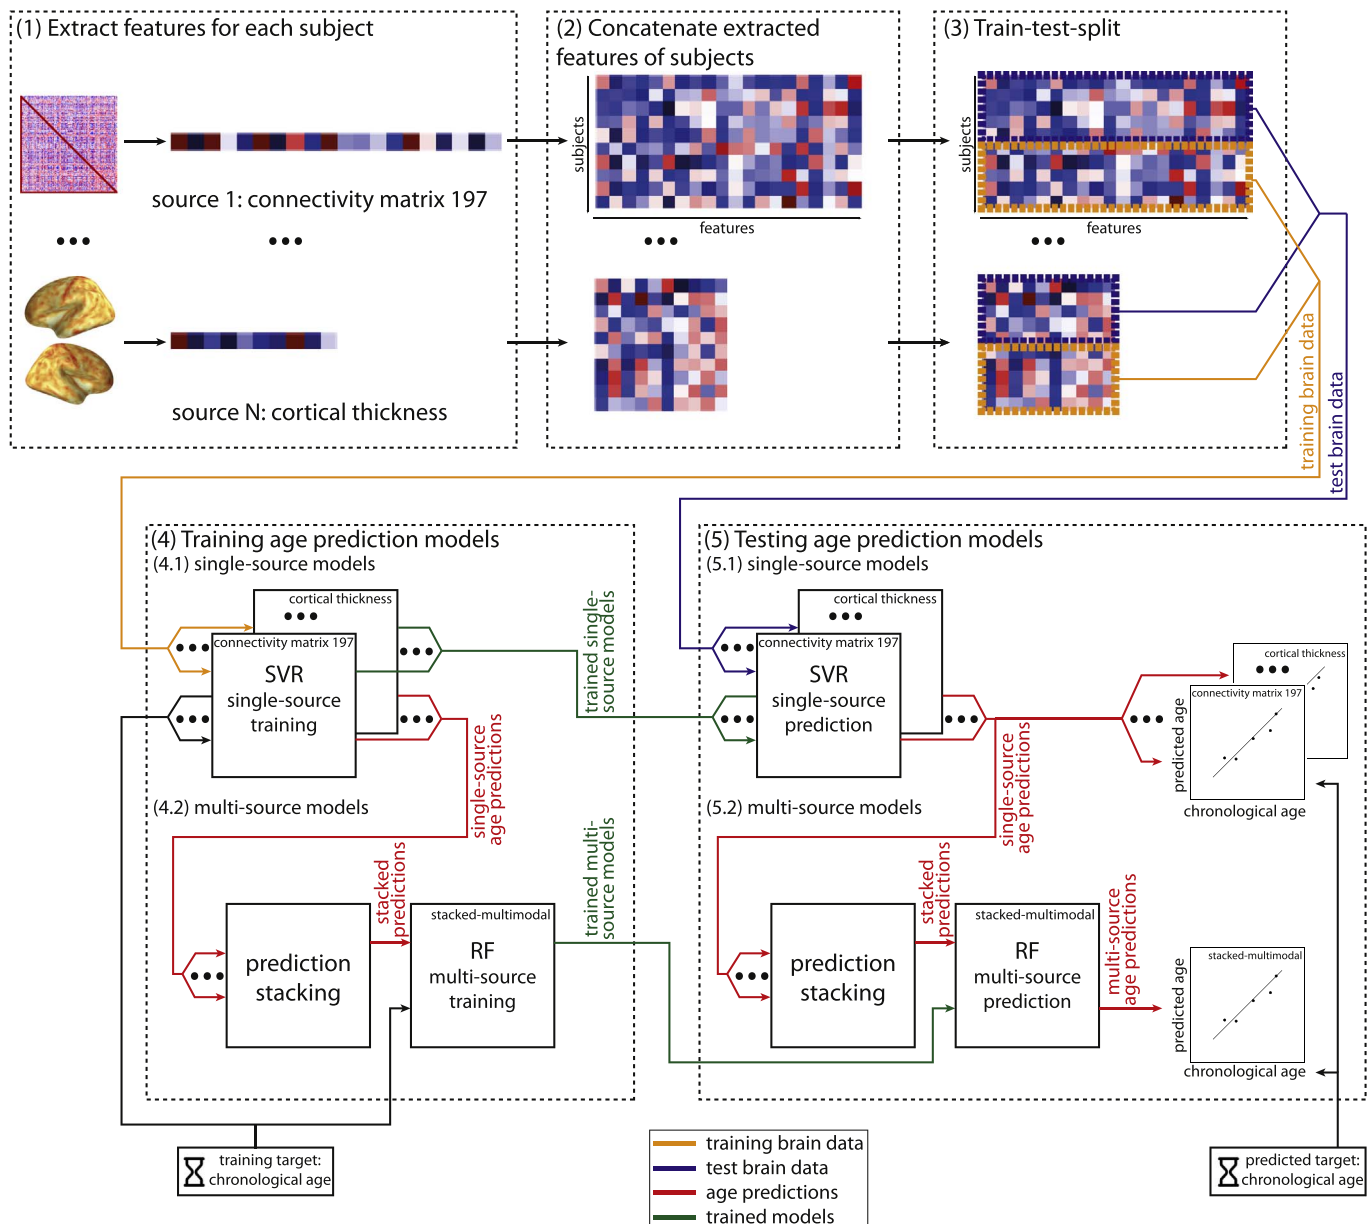 (1) Extract features for each subject
source 1: connectivity matrix 197
source N: cortical thickness
(2) Concatenate extracted
features of subjects
subjects
features
(3) Train-test-split
subjects
features
training brain data
test brain data
(4) Training age prediction models
(4.1) single-source models
cortical thickness
connectivity matrix 197
SVR
single-source
training
trained single-
source models
single-source
age predictions
(4.2) multi-source models
prediction
stacking
stacked
predictions
stacked-multimodal
RF
multi-source
training
trained multi-
source models
training target:
chronological age
(5) Testing age prediction models
(5.1) single-source models
cortical thickness
connectivity matrix 197
SVR
single-source
prediction
single-source
age predictions
cortical thickness
connectivity matrix 197
predicted age
chronological age
(5.2) multi-source models
prediction
stacking
stacked
predictions
stacked-multimodal
RF
multi-source
prediction
multi-source
age predictions
stacked-multimodal
predicted age
chronological age
predicted target:
chronological age
training brain data
test brain data
age predictions
trained models